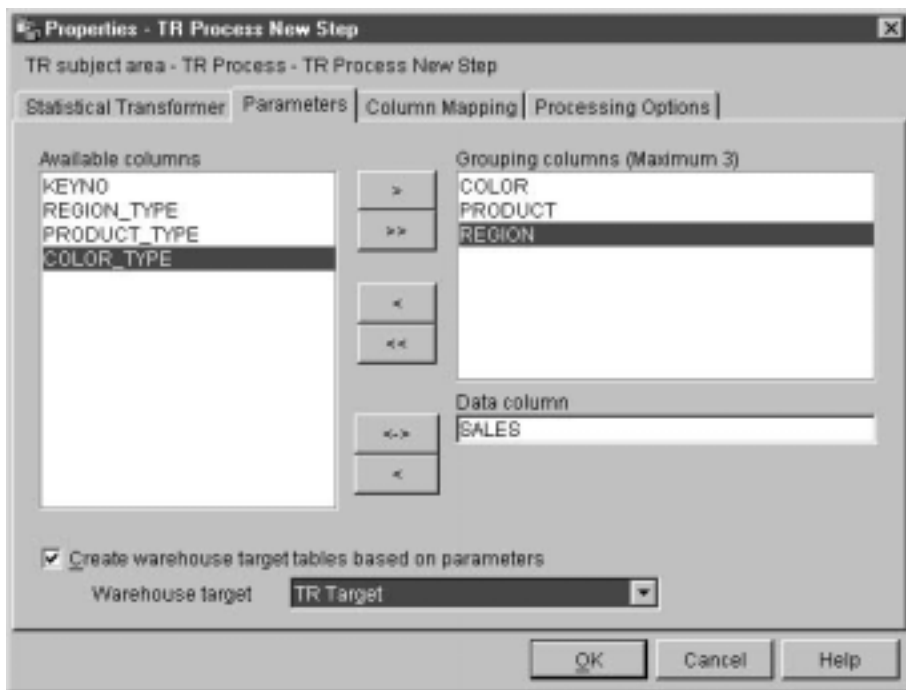 Properties - TR Process New Step
TR subject area - TR Process - TR Process New Step
Statistical Transformer Parameters Column Mapping Processing Options
Available columns
KEYNO
REGION_TYPE
PRODUCT_TYPE
COLOR_TYPE
>
>>
<
<<
<->
<
Grouping columns (Maximum 3)
COLOR
PRODUCT
REGION
Data column
SALES
Create warehouse target tables based on parameters
Warehouse target TR Target
OK Cancel Help